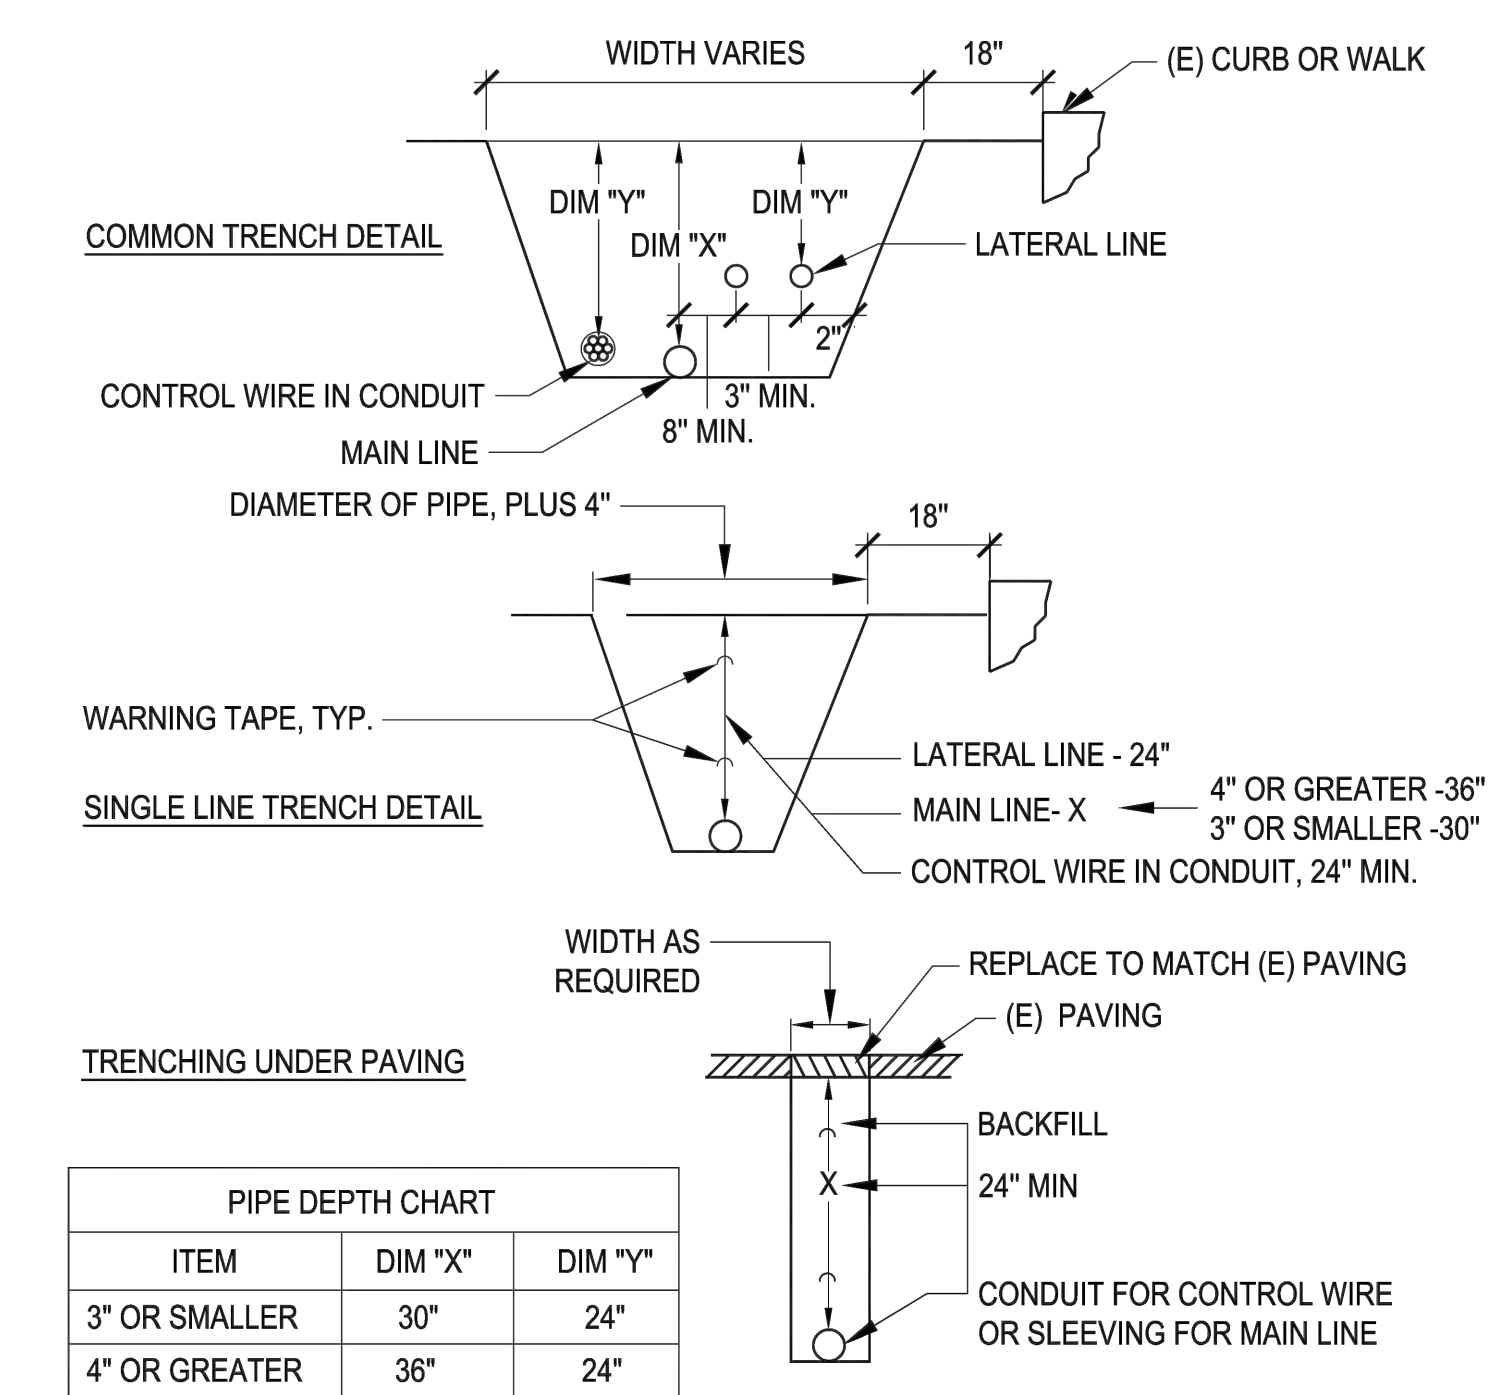 WIDTH VARIES
18"
(E) CURB OR WALK
DIM "Y"
DIM "Y"
COMMON TRENCH DETAIL
DIM "X"
LATERAL LINE
2"
CONTROL WIRE IN CONDUIT
3" MIN.
8" MIN.
MAIN LINE
DIAMETER OF PIPE, PLUS 4"
18"
WARNING TAPE, TYP.
LATERAL LINE - 24"
SINGLE LINE TRENCH DETAIL
MAIN LINE- X
4" OR GREATER -36"
3" OR SMALLER -30"
CONTROL WIRE IN CONDUIT, 24" MIN.
WIDTH AS
REQUIRED
REPLACE TO MATCH (E) PAVING
(E) PAVING
TRENCHING UNDER PAVING
BACKFILL
X
24" MIN
CONDUIT FOR CONTROL WIRE
OR SLEEVING FOR MAIN LINE
PIPE DEPTH CHART
ITEM DIM "X" DIM "Y"
3" OR SMALLER 30" 24"
4" OR GREATER 36" 24"